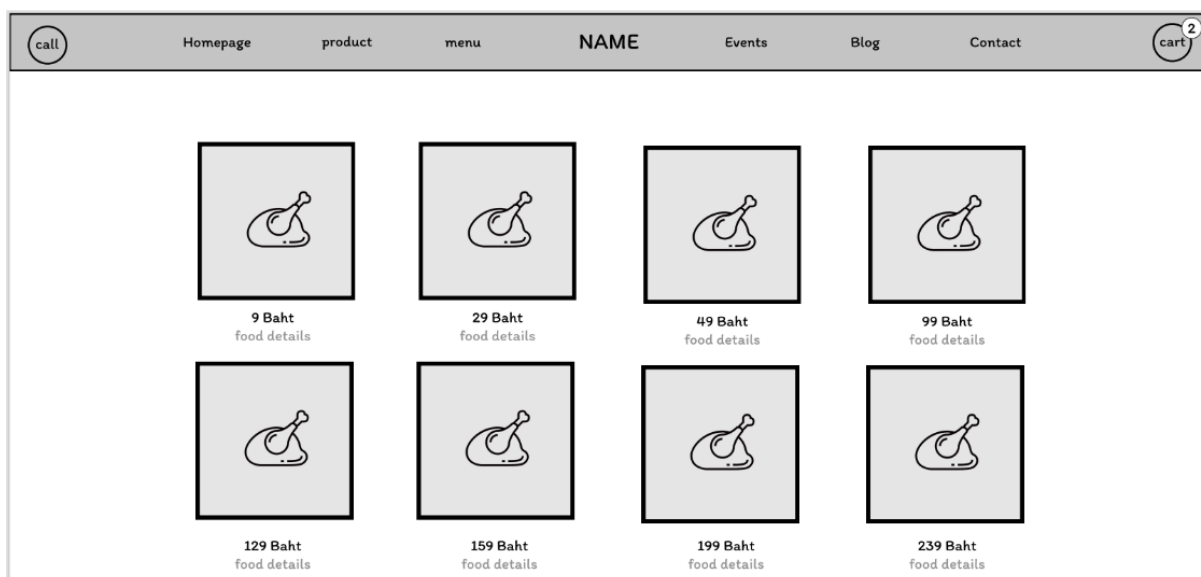 call Homepage product menu NAME Events Blog Contact cart 2
9 Baht 29 Baht 49 Baht 99 Baht
food details food details food details food details
129 Baht 159 Baht 199 Baht 239 Baht
food details food details food details food details